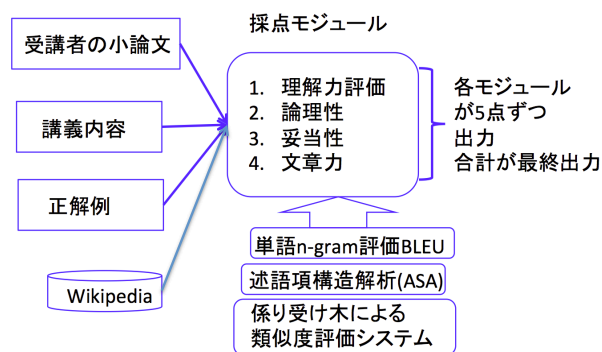 採点モジュール
受講者の小論文
講義内容
正解例
Wikipedia
1. 理解力評価
2. 論理性
3. 妥当性
4. 文章力
各モジュール
が5点ずつ
出力
合計が最終出力
単語n-gram評価BLEU
述語項構造解析(ASA)
係り受け木による
類似度評価システム